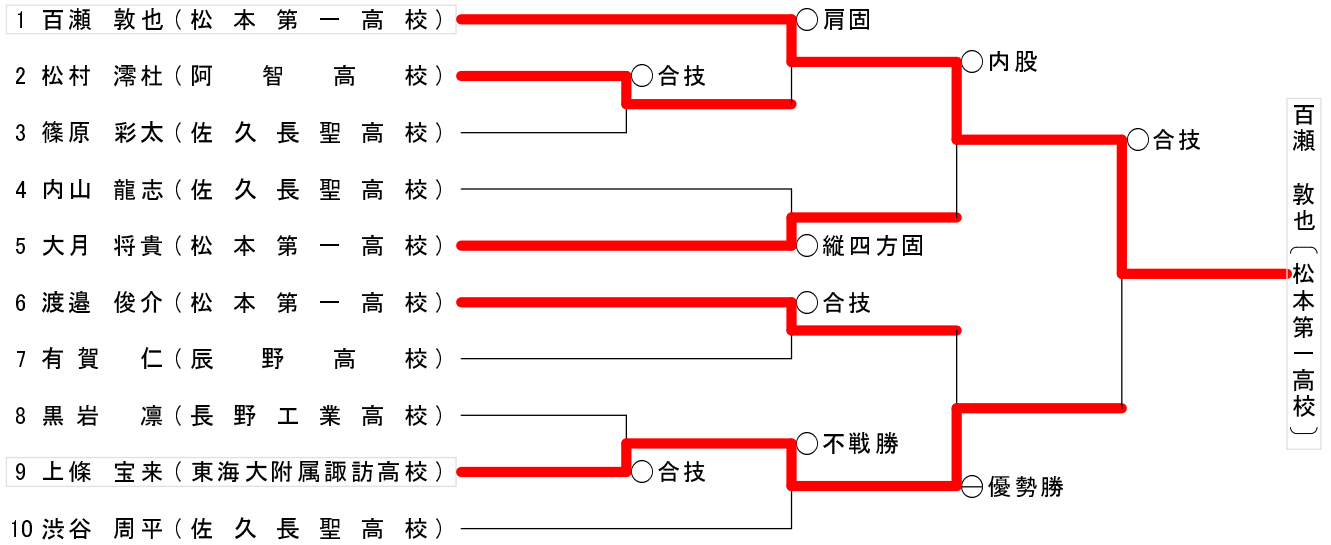 1 百瀬 敦也(松本第一高校)
○肩固
○内股
2 松村 澪杜(阿智高校)
○合技
3 篠原 彩太(佐久長聖高校)
○合技
4 内山 龍志(佐久長聖高校)
5 大月 将貴(松本第一高校)
○縦四方固
6 渡邉 俊介(松本第一高校)
○合技
7 有賀 仁(辰野高校)
8 黒岩 凛(長野工業高校)
○不戦勝
9 上條 宝来(東海大附属諏訪高校)
○合技
○優勢勝
10 渋谷 周平(佐久長聖高校)
百瀬 敦也(松本第一高校)